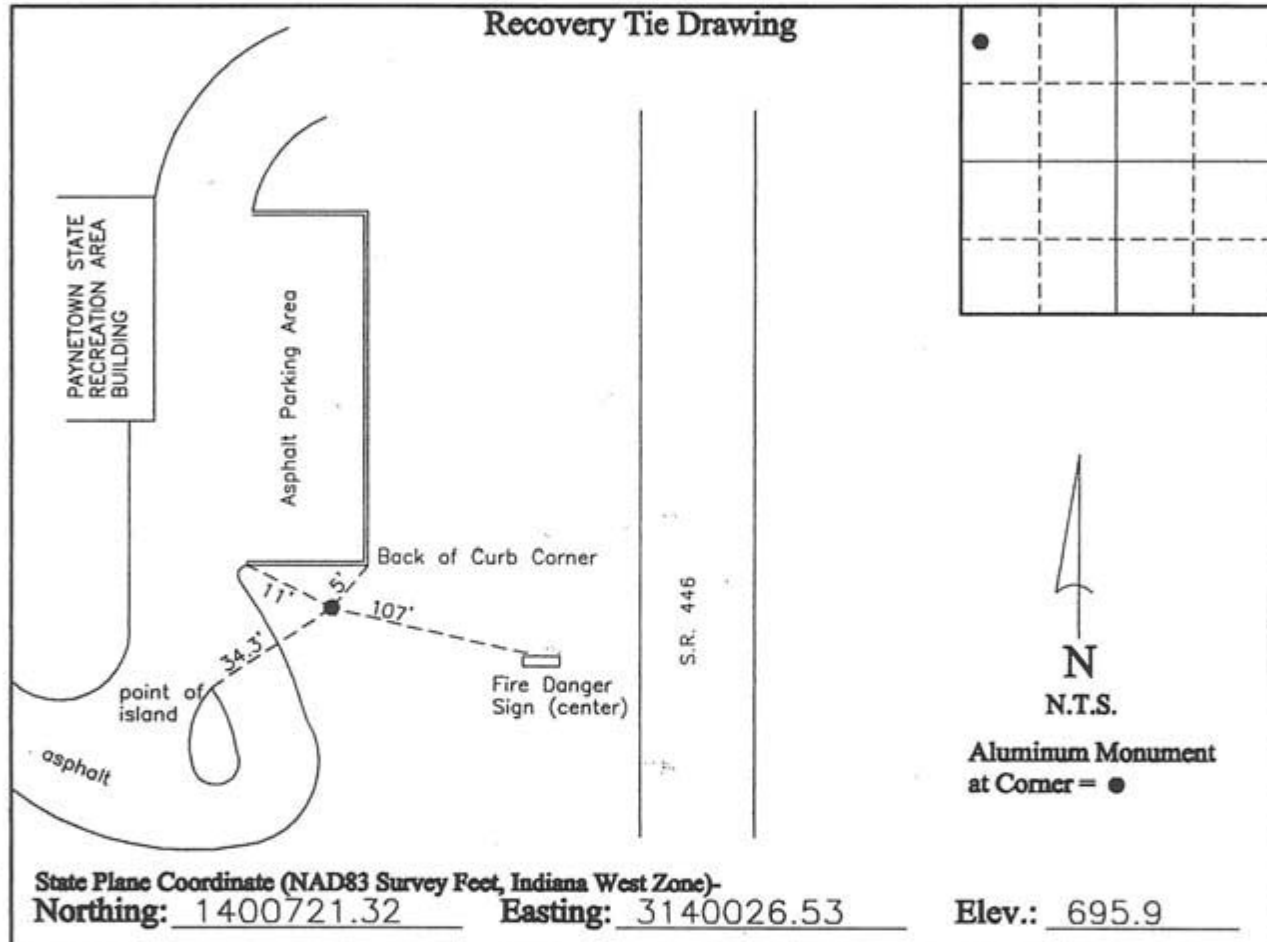 Recovery Tie Drawing
PAYNETOWN STATE
RECREATION AREA
BUILDING
Asphalt Parking Area
Back of Curb Corner
11'
5'
107'
34.3'
S.R. 446
point of
island
Fire Danger
Sign (center)
asphalt
N
N.T.S.
Aluminum Monument
at Corner = ●
State Plane Coordinate (NAD83 Survey Feet, Indiana West Zone)-
Northing: 1400721.32 Easting: 3140026.53 Elev.: 695.9